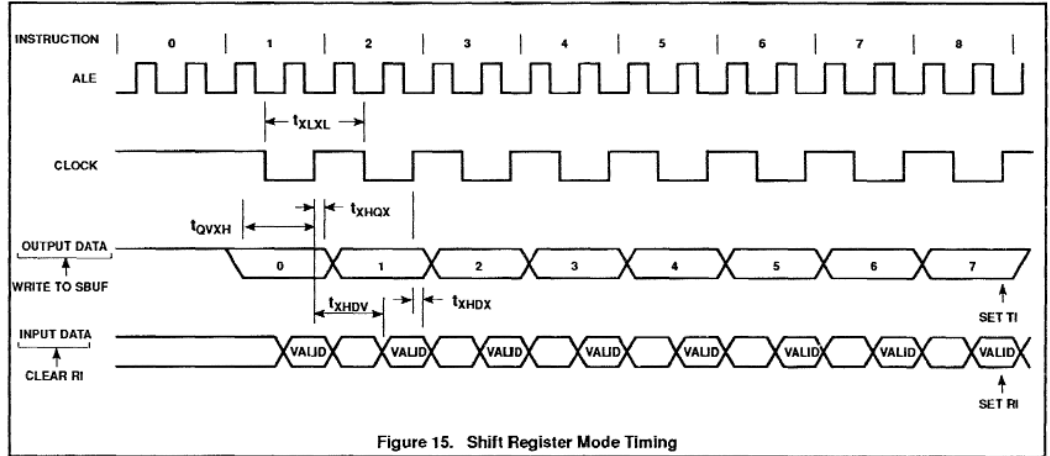 INSTRUCTION | 0 | 1 | 2 | 3 | 4 | 5 | 6 | 7 | 8 |
ALE
tXLXL
CLOCK
tQVXH
tXHQX
OUTPUT DATA
0 1 2 3 4 5 6 7
WRITE TO SBUF
tXHDV
tXHDX
SET TI
INPUT DATA
VALID VALID VALID VALID VALID VALID VALID VALID
CLEAR RI
SET RI
Figure 15. Shift Register Mode Timing